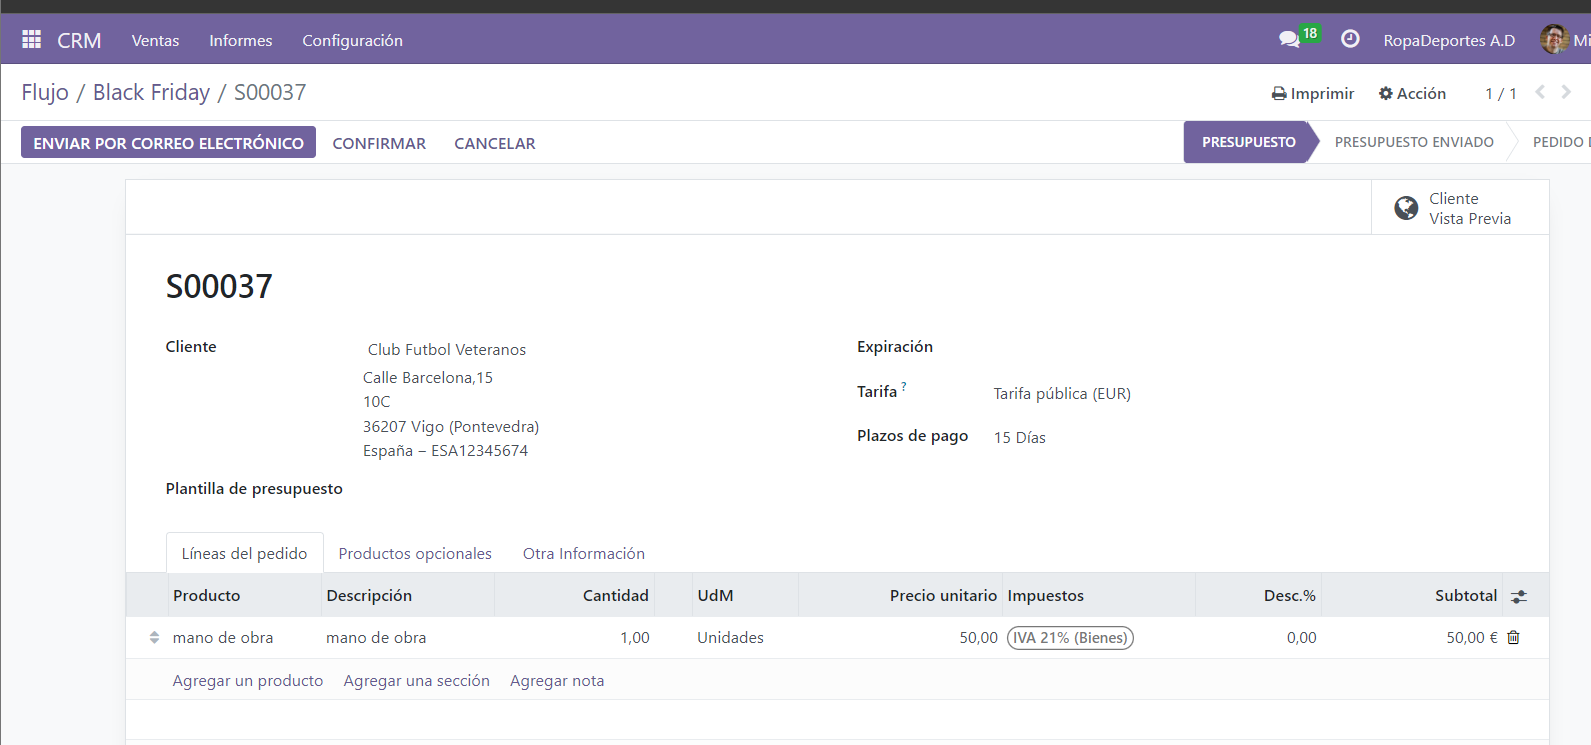 CRM Ventas Informes Configuración 18 RopaDeportes A.D Mi
Flujo / Black Friday / S00037 Imprimir Acción 1 / 1
ENVIAR POR CORREO ELECTRÓNICO CONFIRMAR CANCELAR PRESUPUESTO PRESUPUESTO ENVIADO PEDIDO D
Cliente
Vista Previa
S00037
Cliente Club Futbol Veteranos
Calle Barcelona,15
10C
36207 Vigo (Pontevedra)
España – ESA12345674
Expiración
Tarifa ? Tarifa pública (EUR)
Plazos de pago 15 Días
Plantilla de presupuesto
Líneas del pedido Productos opcionales Otra Información
Producto Descripción Cantidad UdM Precio unitario Impuestos Desc.% Subtotal
mano de obra mano de obra 1,00 Unidades 50,00 IVA 21% (Bienes) 0,00 50,00 €
Agregar un producto Agregar una sección Agregar nota